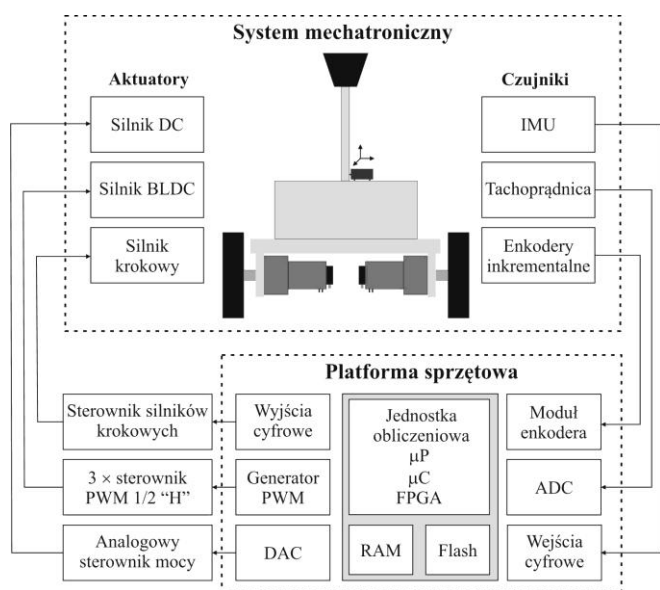 System mechatroniczny
Aktuatory
Czujniki
Silnik DC
IMU
Silnik BLDC
Tachoprądnica
Silnik
krokowy
Enkodery
inkrementalne
Platforma sprzętowa
Sterownik silników
krokowych
Wyjścia
cyfrowe
Jednostka
obliczeniowa
μP
μC
FPGA
Moduł
enkodera
3 × sterownik
PWM 1/2 “H”
Generator
PWM
ADC
Analogowy
sterownik mocy
DAC
RAM
Flash
Wejścia
cyfrowe